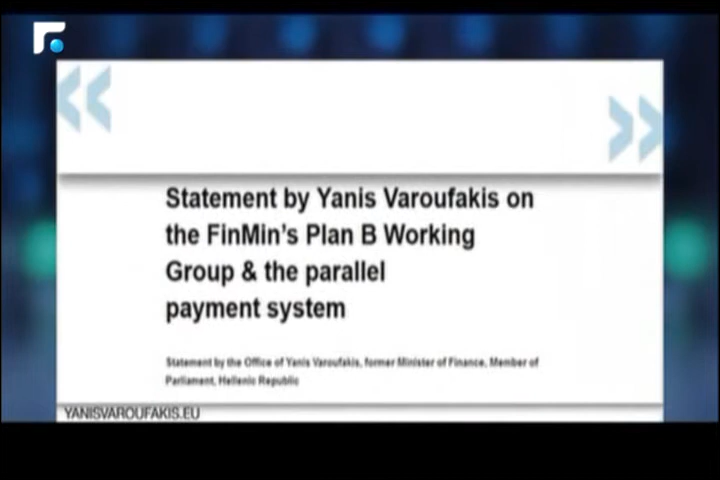 Statement by Yanis Varoufakis on
the FinMin's Plan B Working
Group & the parallel
payment system
Statement by the Office of Yanis Varoufakis, former Minister of Finance, Member of
Parliament, Hellenic Republic
YANISVAROUFAKIS.EU